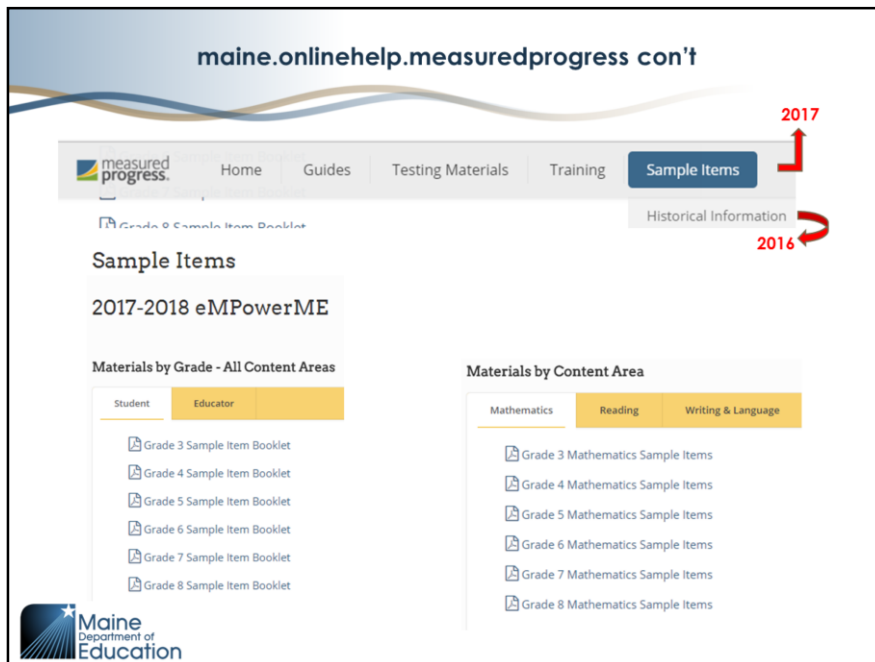 maine.onlinehelp.measuredprogress con't
2017
measured
progress.
Home Guides Testing Materials Training Sample Items
Grade 8 Sample Item Booklet
Historical Information
2016
Sample Items
2017-2018 eMPowerME
Materials by Grade - All Content Areas
Student Educator
Grade 3 Sample Item Booklet
Grade 4 Sample Item Booklet
Grade 5 Sample Item Booklet
Grade 6 Sample Item Booklet
Grade 7 Sample Item Booklet
Grade 8 Sample Item Booklet
Materials by Content Area
Mathematics Reading Writing & Language
Grade 3 Mathematics Sample Items
Grade 4 Mathematics Sample Items
Grade 5 Mathematics Sample Items
Grade 6 Mathematics Sample Items
Grade 7 Mathematics Sample Items
Grade 8 Mathematics Sample Items
Maine
Department of
Education